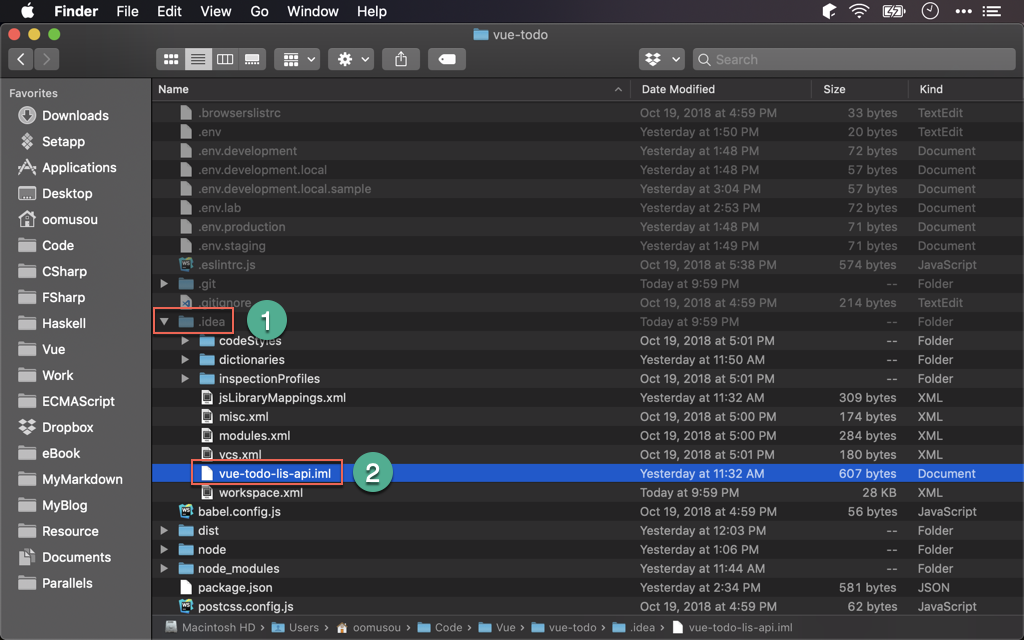 Finder File Edit View Go Window Help
vue-todo
Search
Favorites
Downloads
Setapp
Applications
Desktop
oomusou
Code
CSharp
FSharp
Haskell
Vue
Work
ECMAScript
Dropbox
eBook
MyMarkdown
MyBlog
Resource
Documents
Parallels
Name Date Modified Size Kind
.browserslistrc Oct 19, 2018 at 4:59 PM 33 bytes TextEdit
.env Yesterday at 1:50 PM 20 bytes TextEdit
.env.development Yesterday at 1:48 PM 72 bytes Document
.env.development.local Yesterday at 1:48 PM 57 bytes Document
.env.development.local.sample Yesterday at 3:04 PM 57 bytes Document
.env.lab Yesterday at 2:53 PM 72 bytes Document
.env.production Yesterday at 1:48 PM 71 bytes Document
.env.staging Yesterday at 1:49 PM 71 bytes Document
.eslintrc.js Oct 19, 2018 at 5:38 PM 574 bytes JavaScript
.git Today at 9:59 PM -- Folder
.gitignore Oct 19, 2018 at 4:59 PM 214 bytes TextEdit
.idea 1 Today at 9:59 PM -- Folder
codeStyles Oct 19, 2018 at 5:01 PM -- Folder
dictionaries Yesterday at 11:50 AM -- Folder
inspectionProfiles Oct 19, 2018 at 5:01 PM -- Folder
jsLibraryMappings.xml Yesterday at 11:32 AM 309 bytes XML
misc.xml Oct 19, 2018 at 5:00 PM 174 bytes XML
modules.xml Oct 19, 2018 at 5:00 PM 284 bytes XML
vcs.xml Oct 19, 2018 at 5:01 PM 180 bytes XML
vue-todo-lis-api.iml 2 Yesterday at 11:32 AM 607 bytes Document
workspace.xml Today at 9:59 PM 28 KB XML
babel.config.js Oct 19, 2018 at 4:59 PM 56 bytes JavaScript
dist Yesterday at 12:03 PM -- Folder
node Yesterday at 1:06 PM -- Folder
node_modules Yesterday at 11:44 AM -- Folder
package.json Yesterday at 2:34 PM 581 bytes JSON
postcss.config.js Oct 19, 2018 at 4:59 PM 62 bytes JavaScript
Macintosh HD › Users › oomusou › Code › Vue › vue-todo › .idea › vue-todo-lis-api.iml